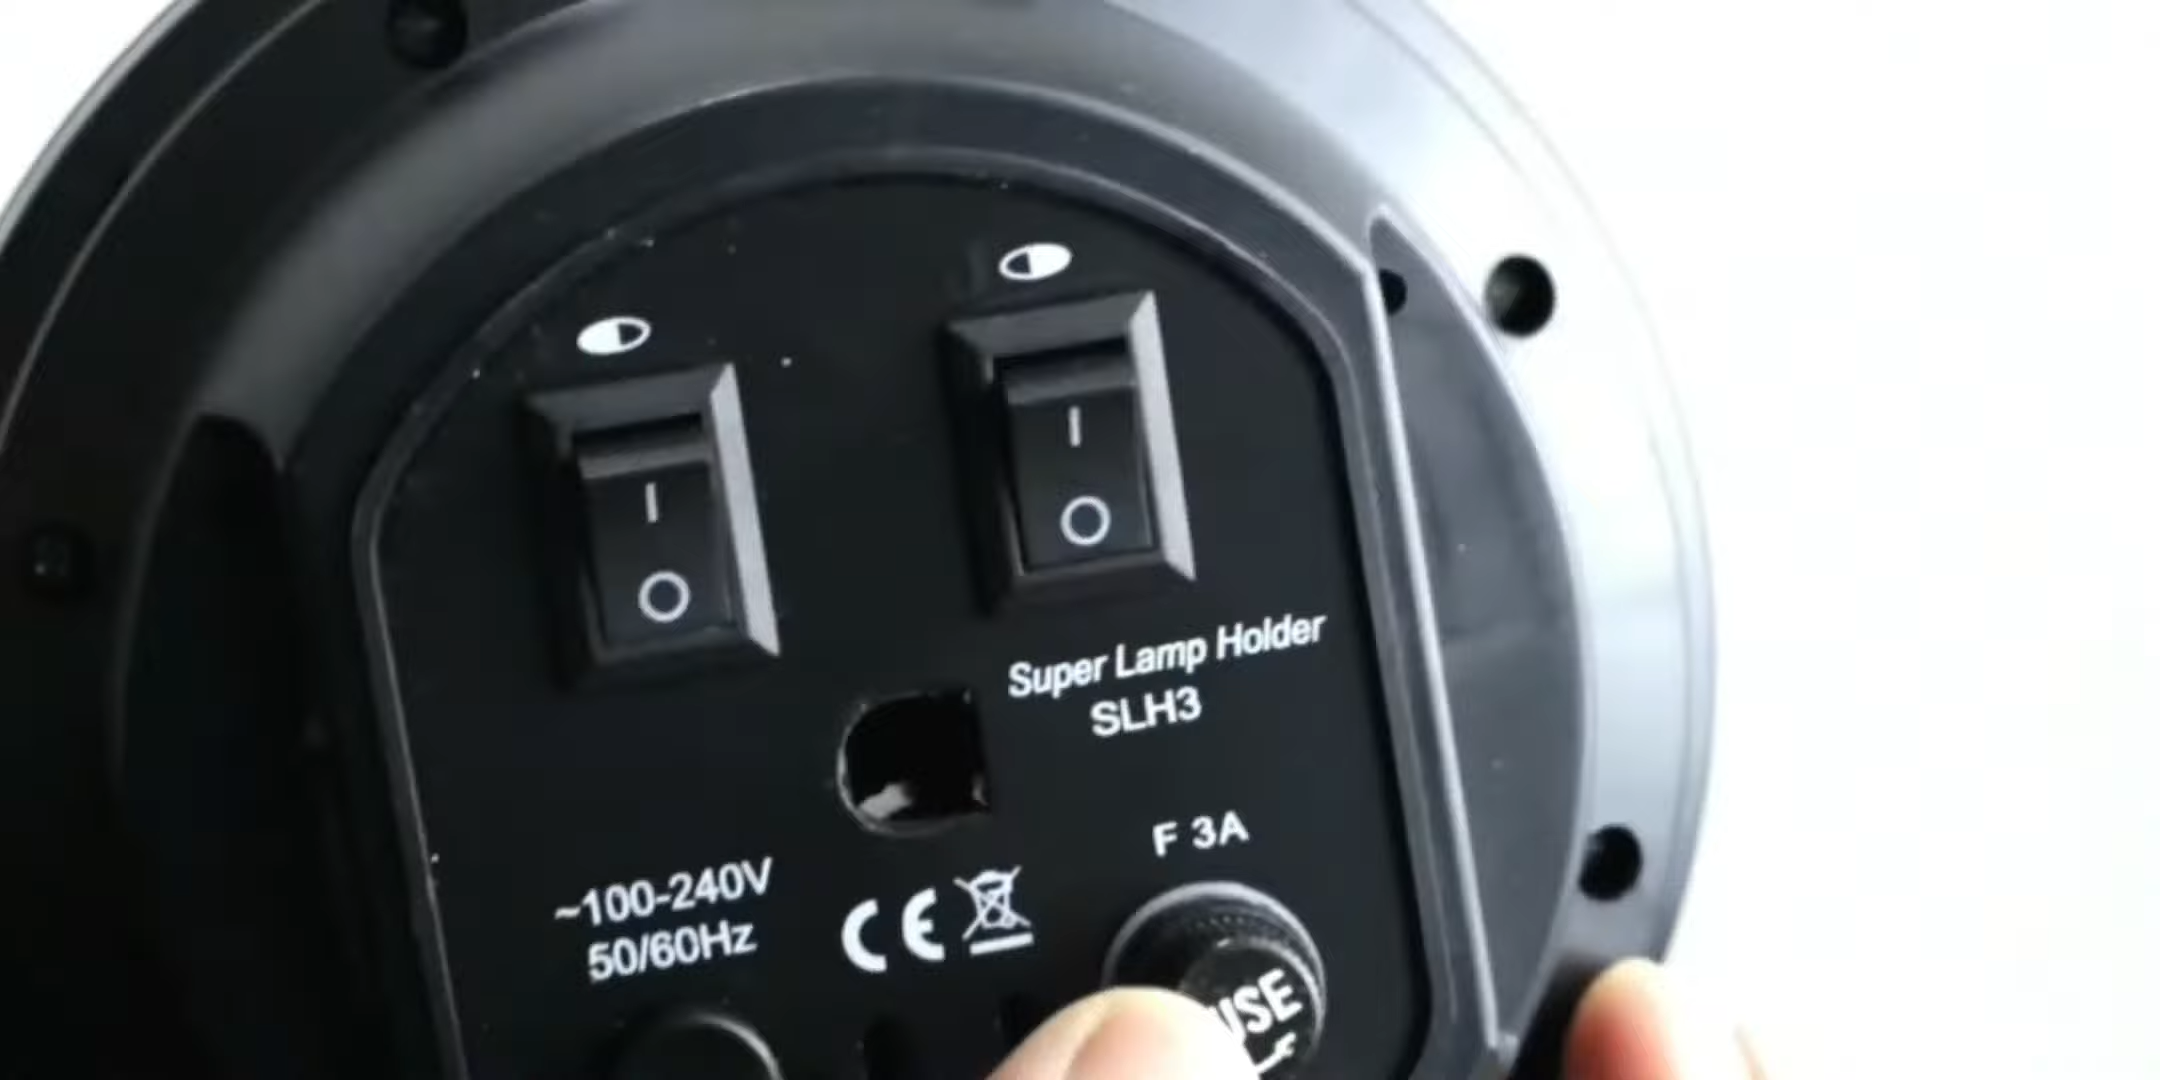 I
O
I
O
Super Lamp Holder
SLH3
F 3A
~100-240V
50/60Hz
CE